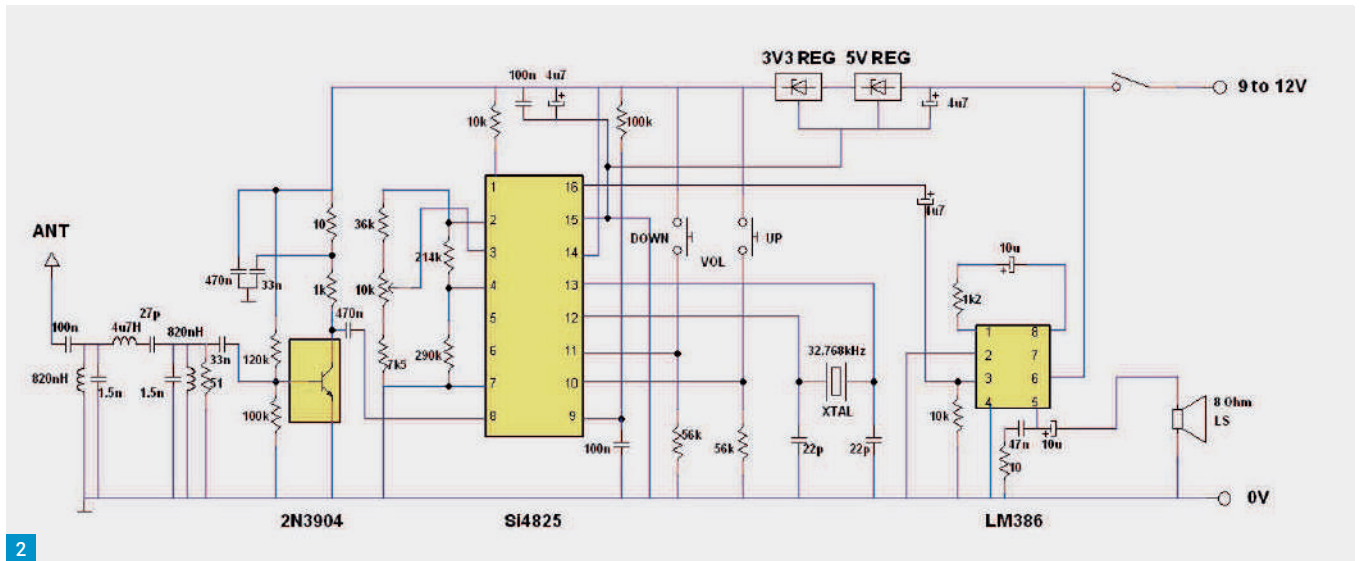 3V3 REG 5V REG
100n 4u7
9 to 12V
4u7
10k
100k
1
16
ANT
10
36k
2
15
4u7
DOWN
UP
VOL
214k
3
14
10u
470n
33n
1k
10k
4
13
1k2
27p
470n
100n
4u7H
820nH
5
12
1
8
33n
120k
290k
6
11
32.768kHz
2
7
7k5
820nH
1.5n
1.5n
51
7
10
3
6
XTAL
4
5
8 Ohm
LS
100k
8
9
10k
56k
56k
47n
10u
100n
22p
22p
10
0V
2N3904
Si4825
LM386
2